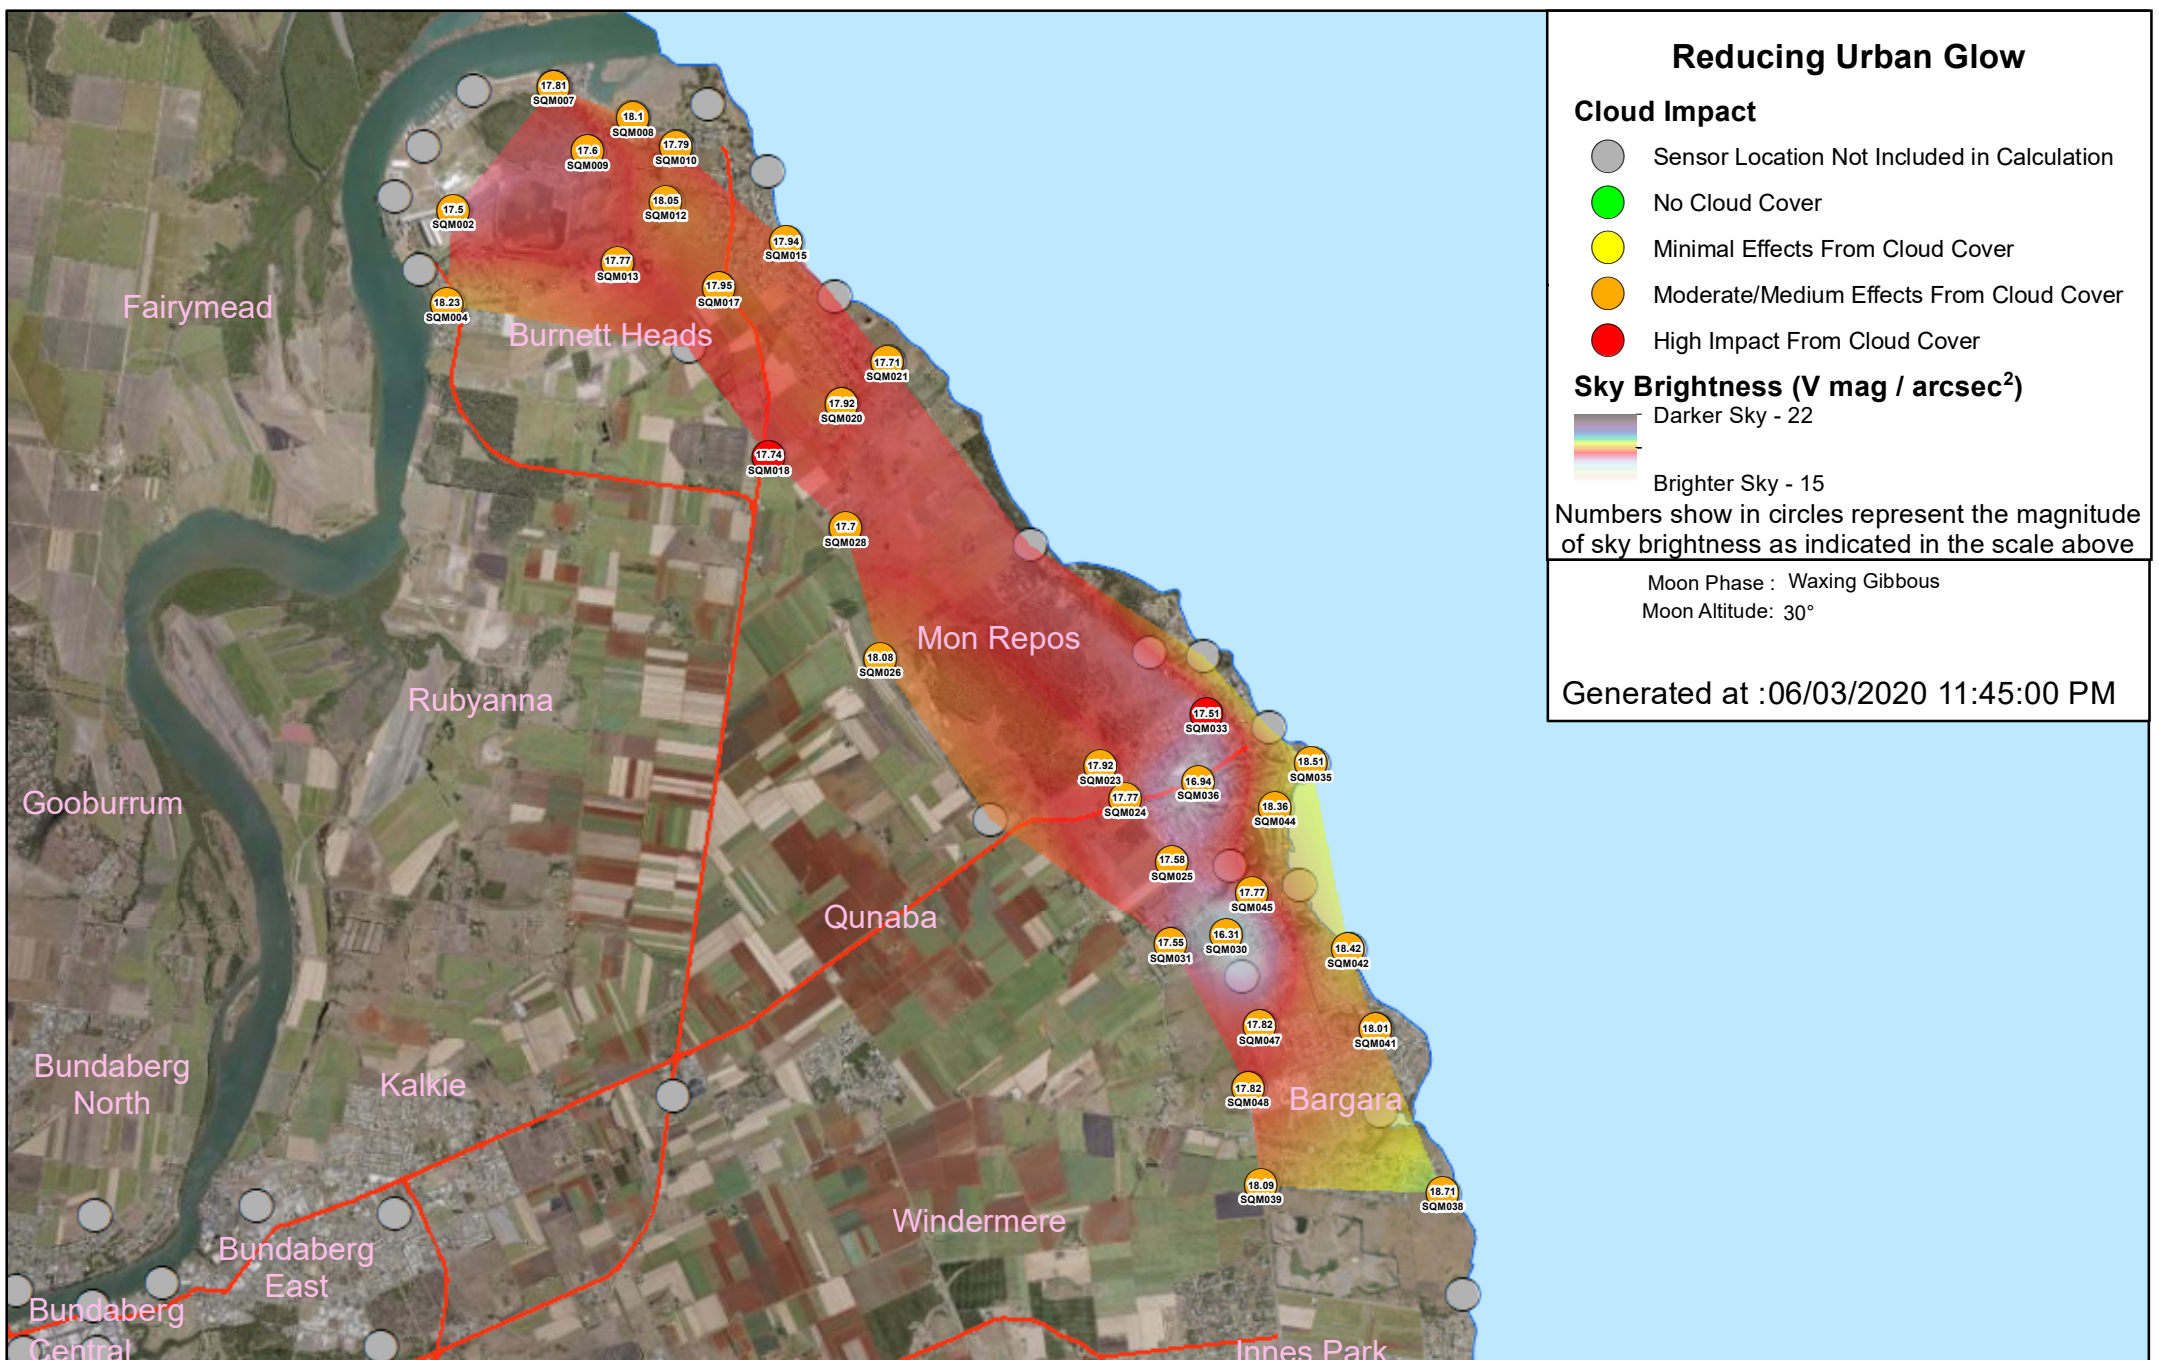 Reducing Urban Glow
Cloud Impact
Sensor Location Not Included in Calculation
No Cloud Cover
Minimal Effects From Cloud Cover
Moderate/Medium Effects From Cloud Cover
High Impact From Cloud Cover
Sky Brightness (V mag / arcsec²)
Darker Sky - 22
Brighter Sky - 15
Numbers show in circles represent the magnitude
of sky brightness as indicated in the scale above
Moon Phase : Waxing Gibbous
Moon Altitude: 30°
Generated at :06/03/2020 11:45:00 PM
17.81
SQM007
18.1
SQM008
17.6
SQM009
17.79
SQM010
17.5
SQM002
18.05
SQM012
17.94
SQM015
17.77
SQM013
17.95
SQM017
18.23
SQM004
Fairymead
Burnett Heads
17.71
SQM021
17.92
SQM020
17.74
SQM018
17.7
SQM028
Mon Repos
18.08
SQM026
Rubyanna
17.51
SQM033
17.92
SQM023
16.94
SQM036
18.51
SQM035
17.77
SQM024
18.36
SQM044
Gooburrum
17.58
SQM025
17.77
SQM045
Qunaba
17.55
SQM031
16.31
SQM030
18.42
SQM042
17.82
SQM047
18.01
SQM041
Bundaberg
North
Kalkie
17.82
SQM048
Bargara
18.09
SQM039
18.71
SQM038
Windermere
Bundaberg
East
Bundaberg
Central
Innes Park